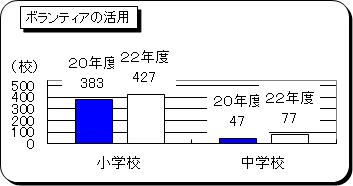 ボランティアの活用
(校)
500
400
300
200
100
0
20年度
383
22年度
427
20年度
47
22年度
77
小学校
中学校